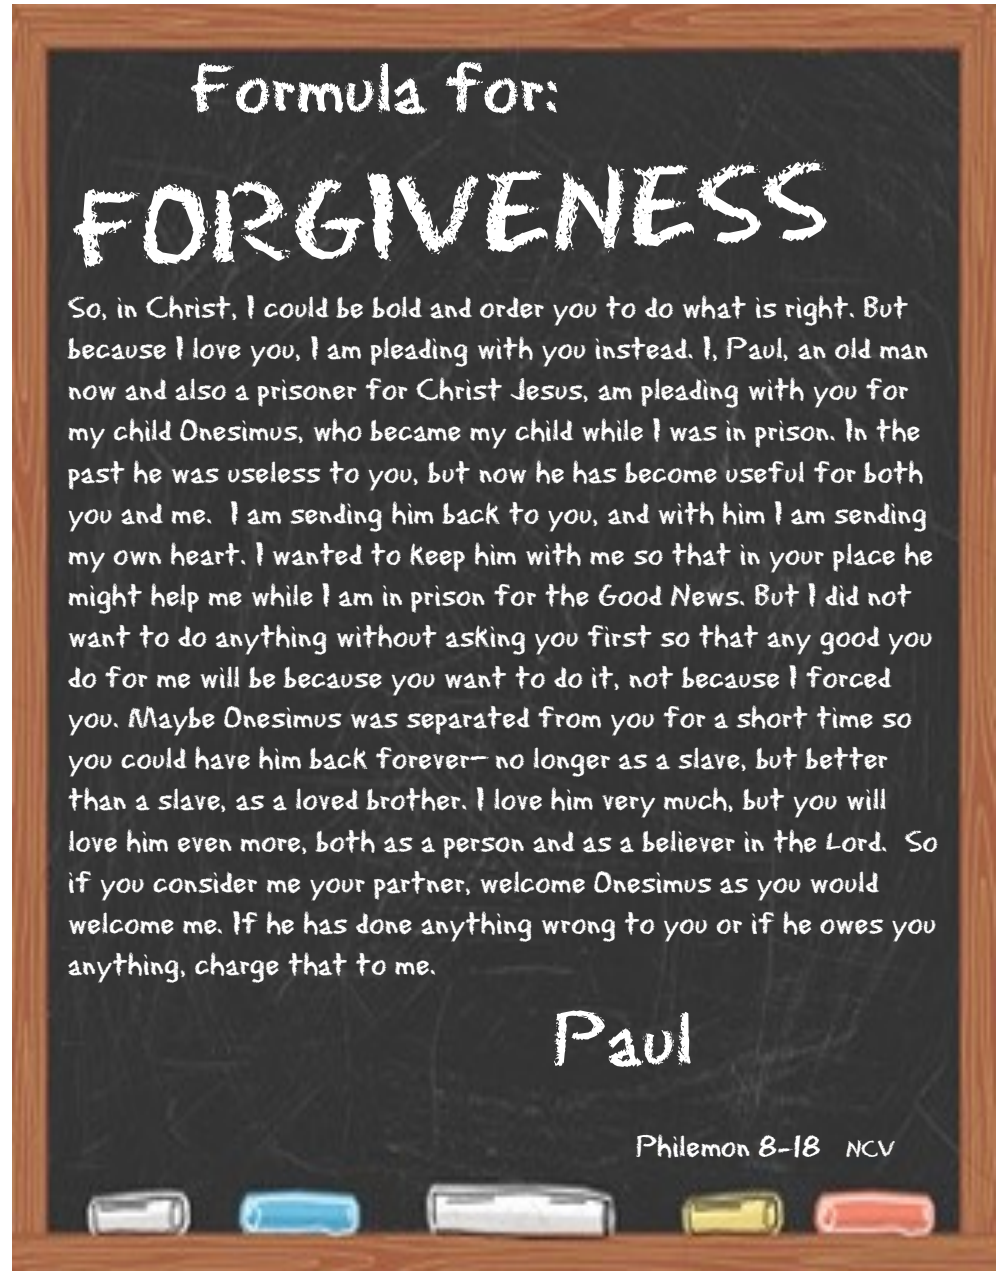 Formula for:
FORGIVENESS
So, in Christ, I could be bold and order you to do what is right. But
because I love you, I am pleading with you instead. I, Paul, an old man
now and also a prisoner for Christ Jesus, am pleading with you for
my child Onesimus, who became my child while I was in prison. In the
past he was useless to you, but now he has become useful for both
you and me.  I am sending him back to you, and with him I am sending
my own heart. I wanted to keep him with me so that in your place he
might help me while I am in prison for the Good News. But I did not
want to do anything without asking you first so that any good you
do for me will be because you want to do it, not because I forced
you. Maybe Onesimus was separated from you for a short time so
you could have him back forever— no longer as a slave, but better
than a slave, as a loved brother. I love him very much, but you will
love him even more, both as a person and as a believer in the Lord.  So
if you consider me your partner, welcome Onesimus as you would
welcome me. If he has done anything wrong to you or if he owes you
anything, charge that to me.
Paul
Philemon 8-18  NCV